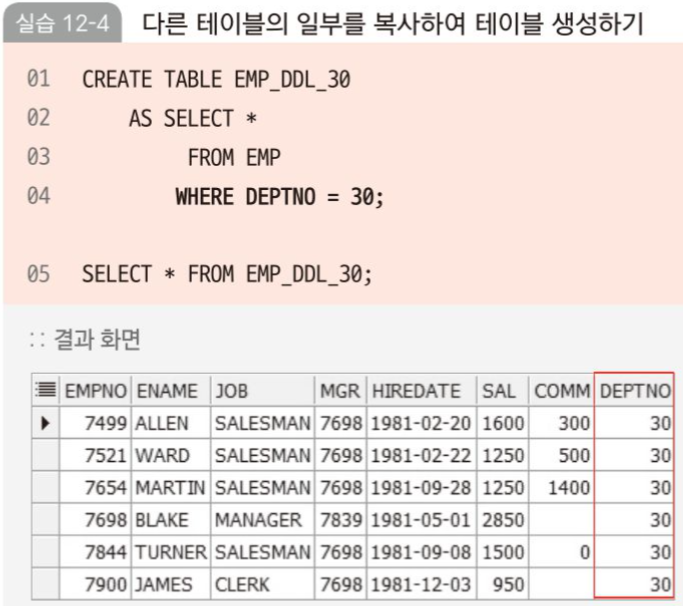 실습 12-4 다른 테이블의 일부를 복사하여 테이블 생성하기
01 CREATE TABLE EMP_DDL_30
02 AS SELECT *
03 FROM EMP
04 WHERE DEPTNO = 30;
05 SELECT * FROM EMP_DDL_30;
:: 결과 화면
EMPNO ENAME JOB MGR HIREDATE SAL COMM DEPTNO
7499 ALLEN SALESMAN 7698 1981-02-20 1600 300 30
7521 WARD SALESMAN 7698 1981-02-22 1250 500 30
7654 MARTIN SALESMAN 7698 1981-09-28 1250 1400 30
7698 BLAKE MANAGER 7839 1981-05-01 2850 30
7844 TURNER SALESMAN 7698 1981-09-08 1500 0 30
7900 JAMES CLERK 7698 1981-12-03 950 30